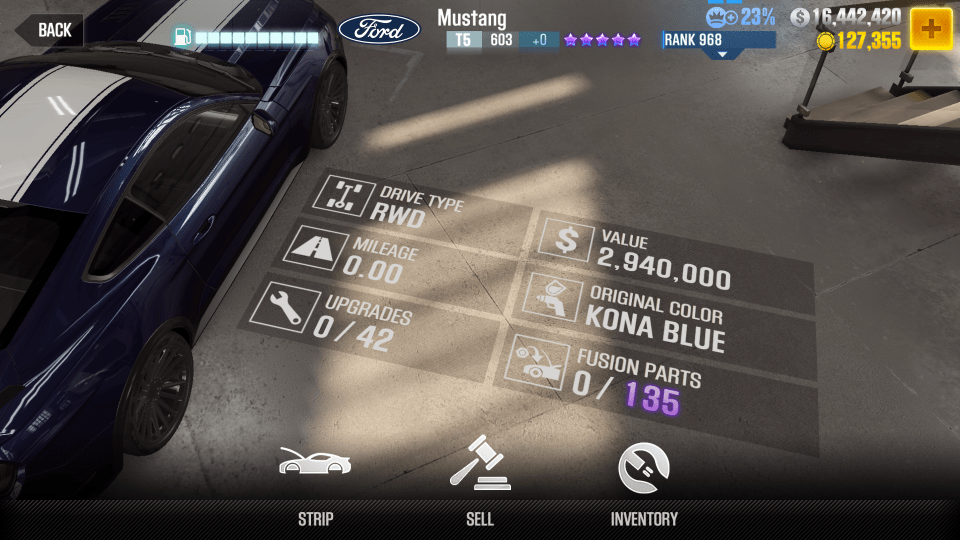 BACK
Ford
Mustang
T5 603 +0
23%
RANK 968
16,442,420
127,355
DRIVE TYPE
RWD
MILEAGE
0.00
UPGRADES
0/42
VALUE
2,940,000
ORIGINAL COLOR
KONA BLUE
FUSION PARTS
0/135
STRIP
SELL
INVENTORY